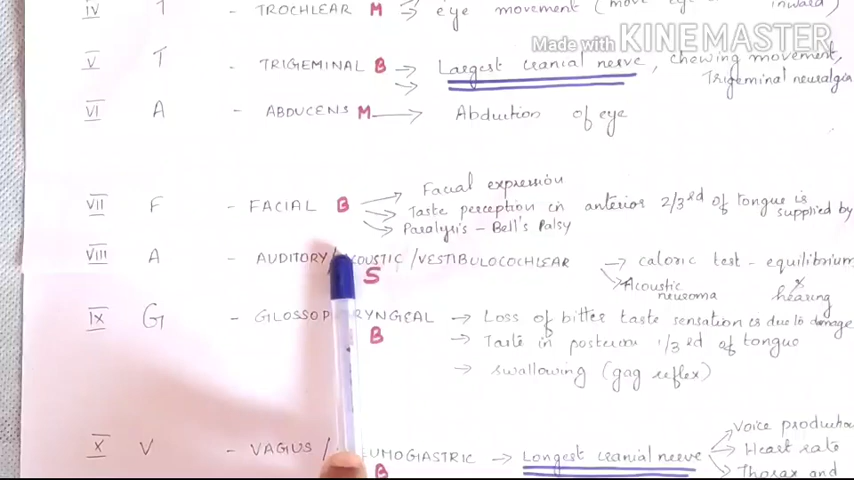 IV T - TROCHLEAR M → eye movement (move eye inward)
Made with KINEMASTER
V T - TRIGEMINAL B → Largest cranial nerve, chewing movement,
Trigeminal neuralgia
VI A - ABDUCENS M → Abduction of eye
VII F - FACIAL B → Facial expression
→ Taste perception in anterior 2/3rd of tongue is supplied by
→ Paralysis - Bell's Palsy
VIII A - AUDITORY / ACOUSTIC / VESTIBULOCOCHLEAR → caloric test - equilibrium
S → Acoustic neuroma hearing
IX G - GLOSSOP RYNGEAL → Loss of bitter taste sensation is due to damage
B → Taste in posterior 1/3rd of tongue
→ swallowing (gag reflex)
X V - VAGUS / EUMOGIASTRIC → Longest cranial nerve → Voice production
→ Heart rate
B → Thorax and